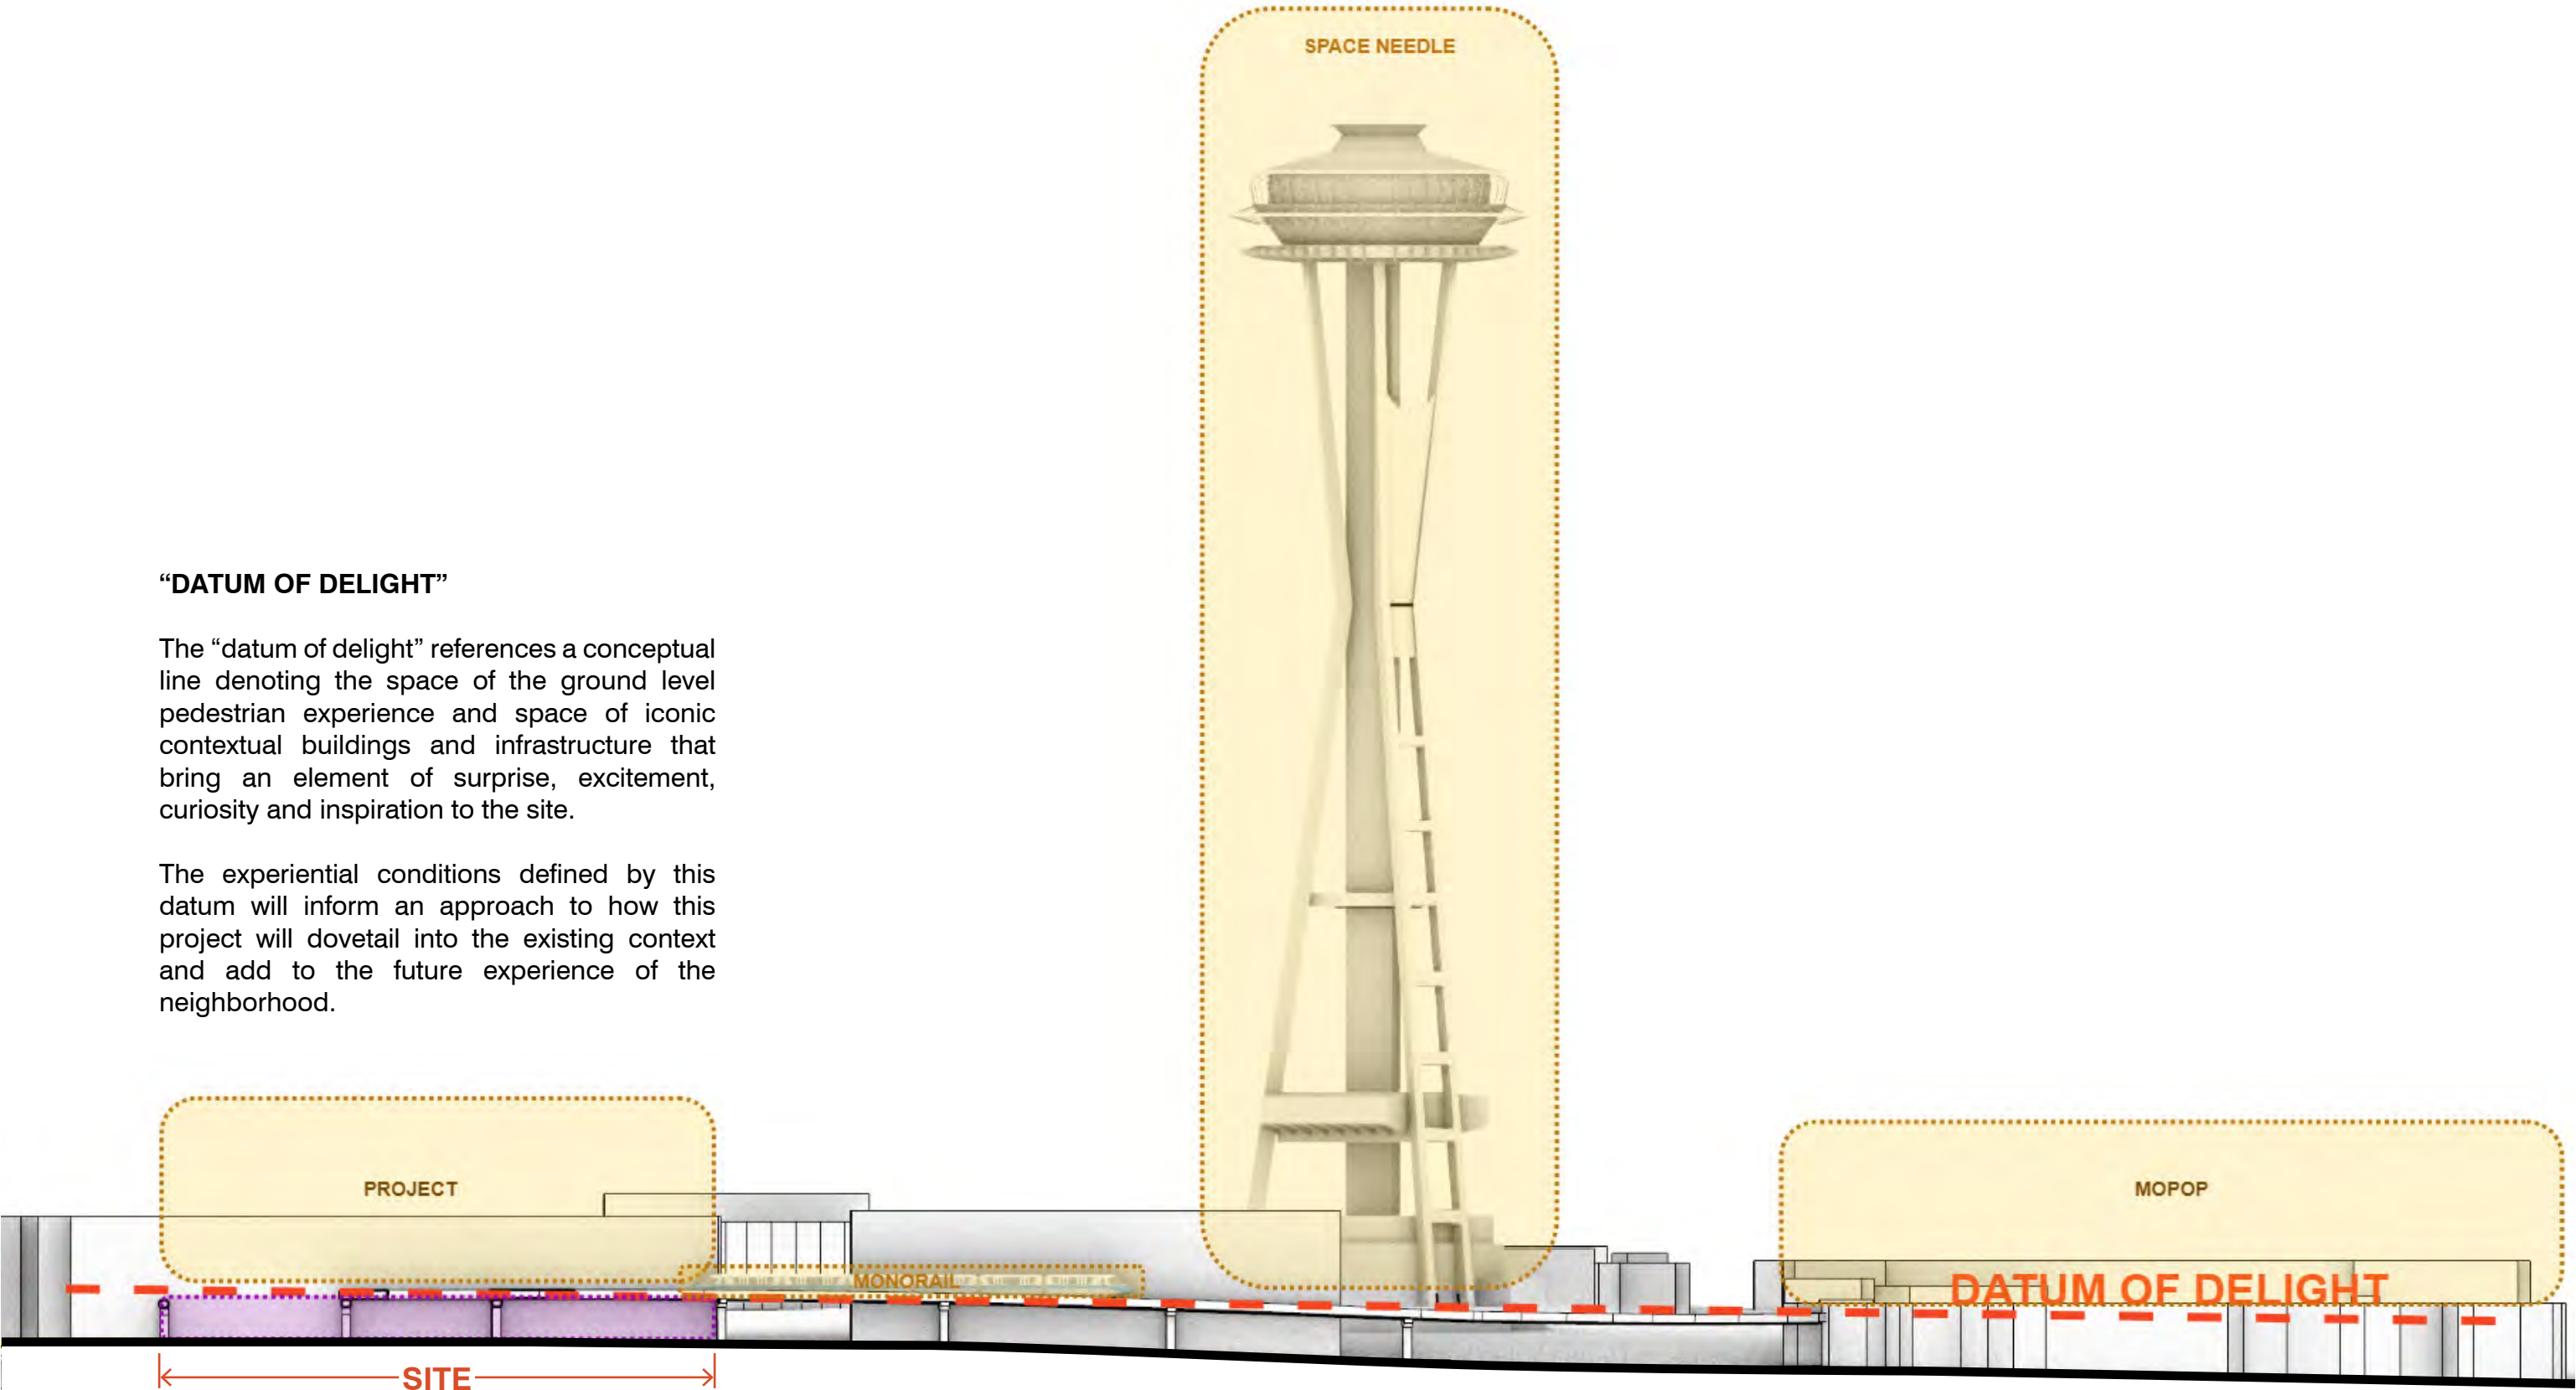 SPACE NEEDLE
“DATUM OF DELIGHT”
The “datum of delight” references a conceptual
line denoting the space of the ground level
pedestrian experience and space of iconic
contextual buildings and infrastructure that
bring an element of surprise, excitement,
curiosity and inspiration to the site.
The experiential conditions defined by this
datum will inform an approach to how this
project will dovetail into the existing context
and add to the future experience of the
neighborhood.
PROJECT
MOPOP
MONORAIL
DATUM OF DELIGHT
SITE